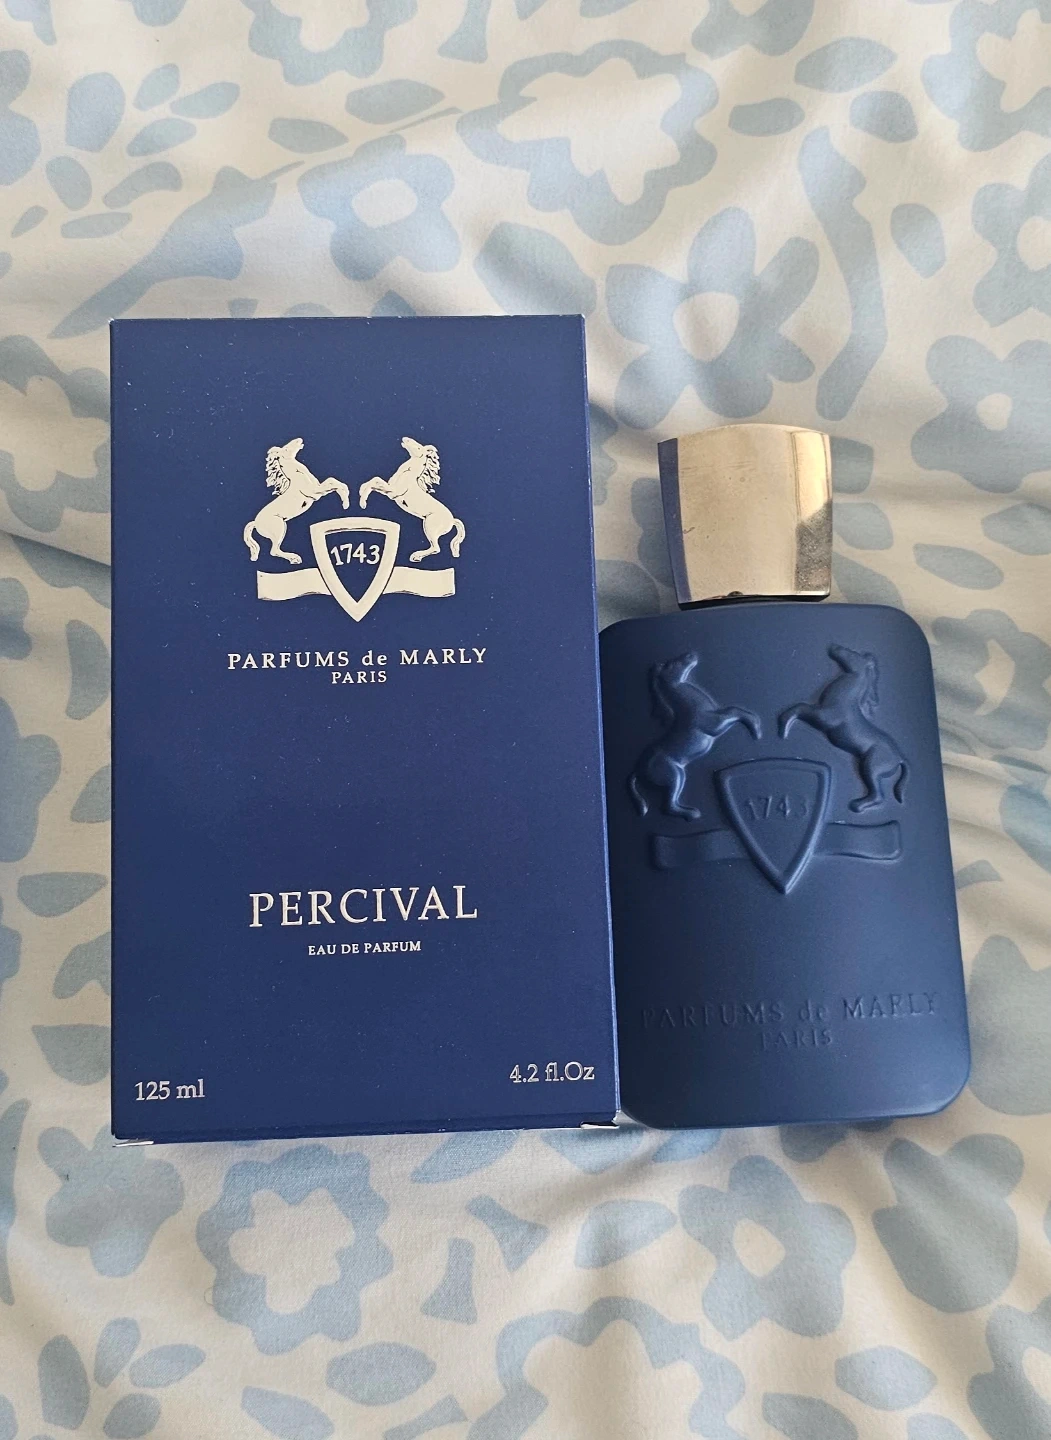 1743
PARFUMS de MARLY
PARIS
PERCIVAL
EAU DE PARFUM
125 ml
4.2 fl.Oz
1743
PARFUMS de MARLY
PARIS